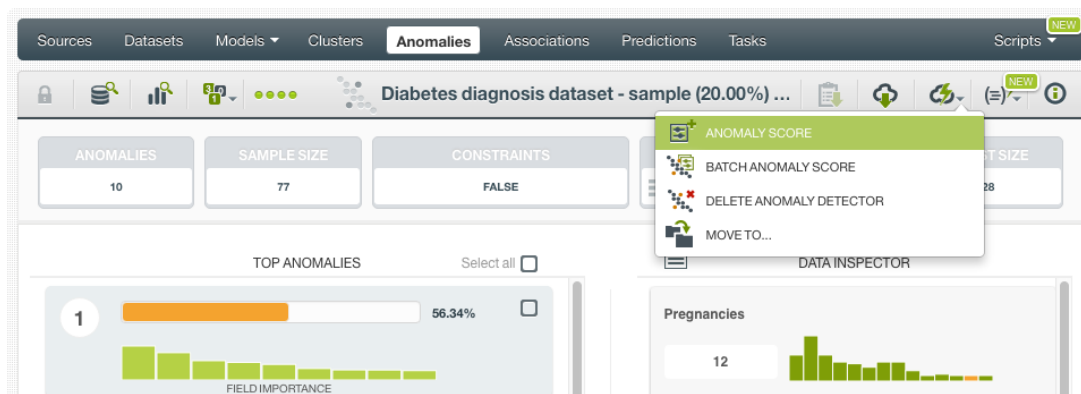 NEW
Sources Datasets Models Clusters Anomalies Associations Predictions Tasks Scripts
NEW
Diabetes diagnosis dataset - sample (20.00%) ... (=)
ANOMALY SCORE
BATCH ANOMALY SCORE
DELETE ANOMALY DETECTOR
MOVE TO...
ANOMALIES SAMPLE SIZE CONSTRAINTS T SIZE
10 77 FALSE 28
TOP ANOMALIES Select all DATA INSPECTOR
1 56.34%
FIELD IMPORTANCE
Pregnancies
12